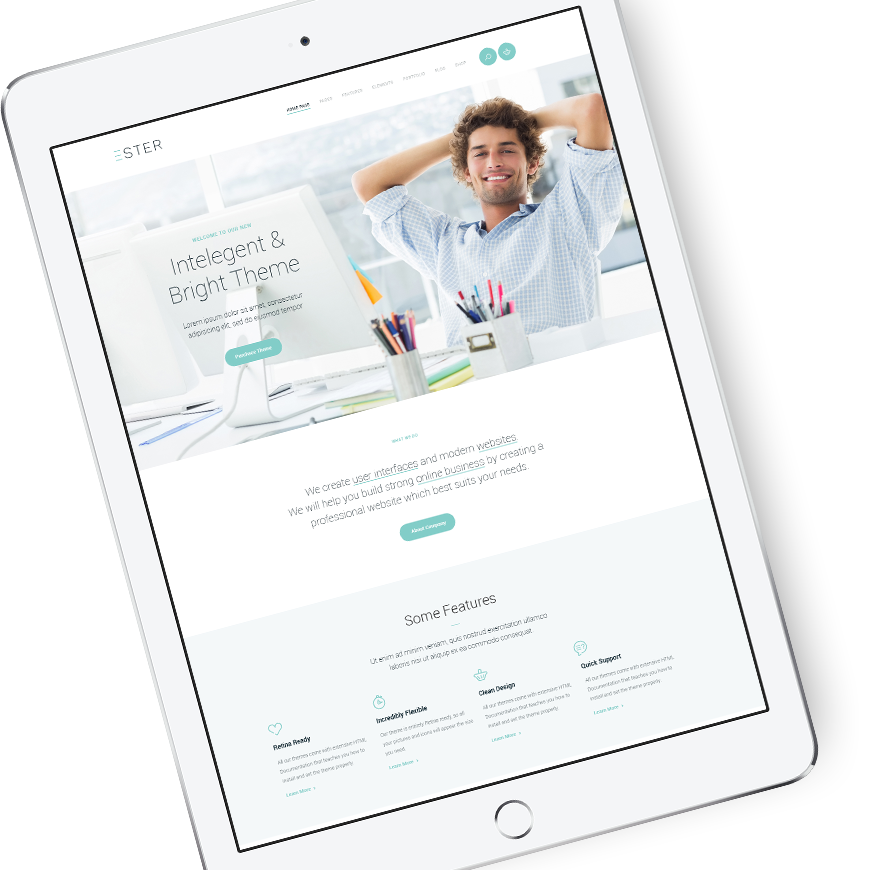 HOME PAGE PAGES FEATURES ELEMENTS PORTFOLIO BLOG SHOP
ESTER
WELCOME TO OUR NEW
Intelegent &
Bright Theme
Lorem ipsum dolor sit amet, consectetur
adipisicing elit, sed do eiusmod tempor
Purchase Theme
WHAT WE DO
We create user interfaces and modern websites.
We will help you build strong online business by creating a
professional website which best suits your needs.
About Company
Some Features
Ut enim ad minim veniam, quis nostrud exercitation ullamco
laboris nisi ut aliquip ex ea commodo consequat.
Retina Ready
All our themes come with extensive HTML
Documentation that teaches you how to
install and set the theme properly.
Learn More ›
Incredibly Flexible
Our theme is entirely Retina ready, so all
your pictures and icons will appear the size
you need.
Learn More ›
Clean Design
All our themes come with extensive HTML
Documentation that teaches you how to
install and set the theme properly.
Learn More ›
Quick Support
All our themes come with extensive HTML
Documentation that teaches you how to
install and set the theme properly.
Learn More ›